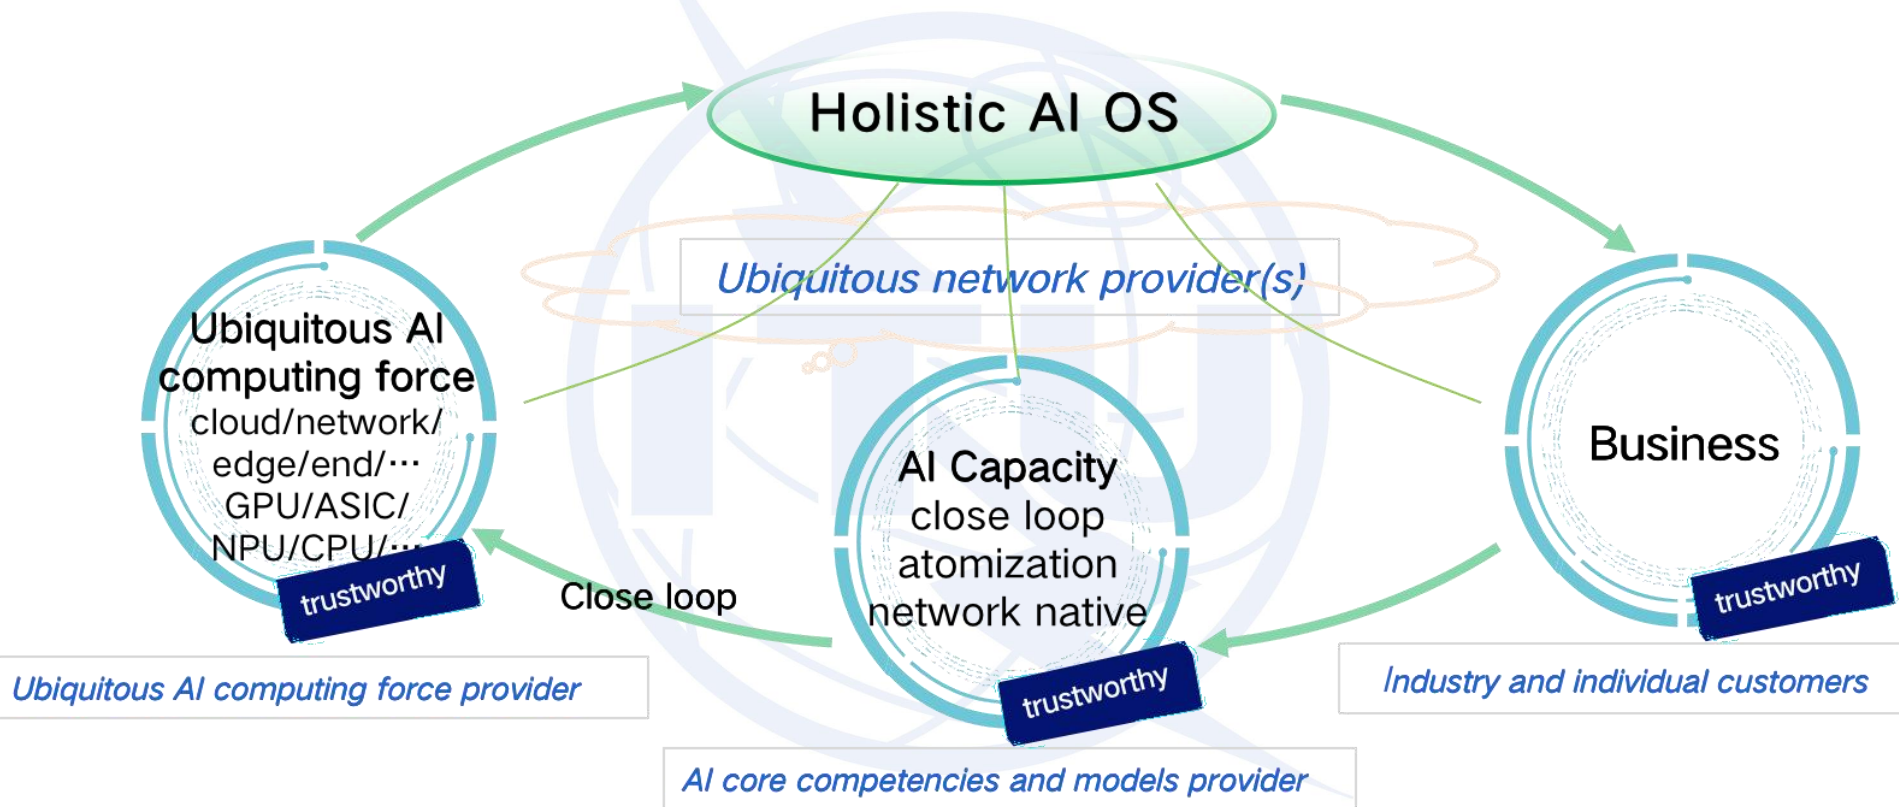 Holistic AI OS
Ubiquitous network provider(s)
Ubiquitous AI
computing force
cloud/network/
edge/end/···
GPU/ASIC/
NPU/CPU/···
trustworthy
Ubiquitous AI computing force provider
Close loop
AI Capacity
close loop
atomization
network native
trustworthy
AI core competencies and models provider
Business
trustworthy
Industry and individual customers
ITU